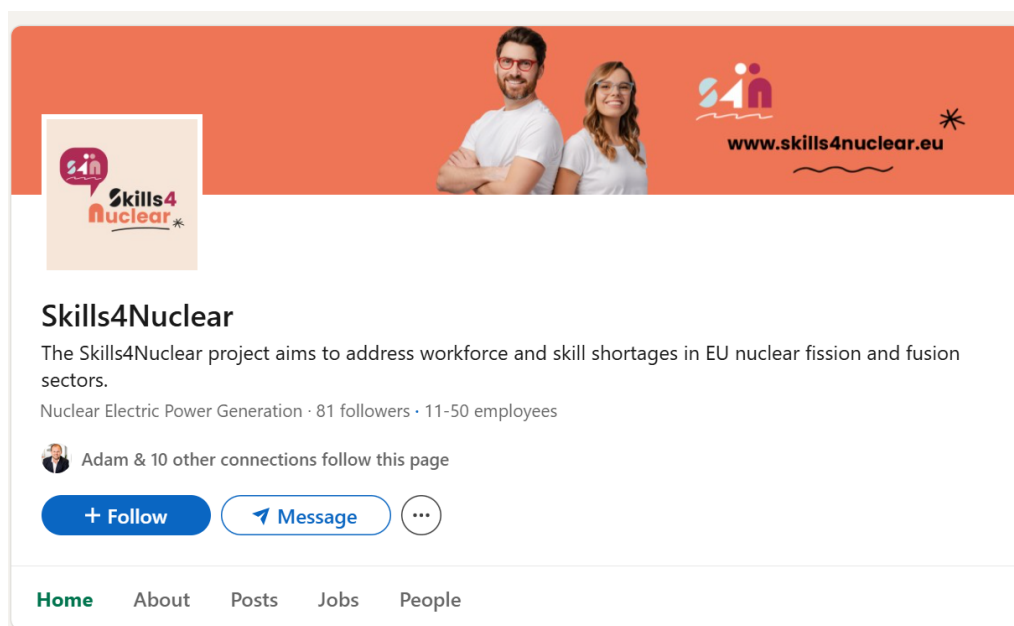 S4n
www.skills4nuclear.eu
S4n
Skills4
Nuclear
Skills4Nuclear
The Skills4Nuclear project aims to address workforce and skill shortages in EU nuclear fission and fusion
sectors.
Nuclear Electric Power Generation · 81 followers · 11-50 employees
Adam & 10 other connections follow this page
+ Follow
Message
Home About Posts Jobs People